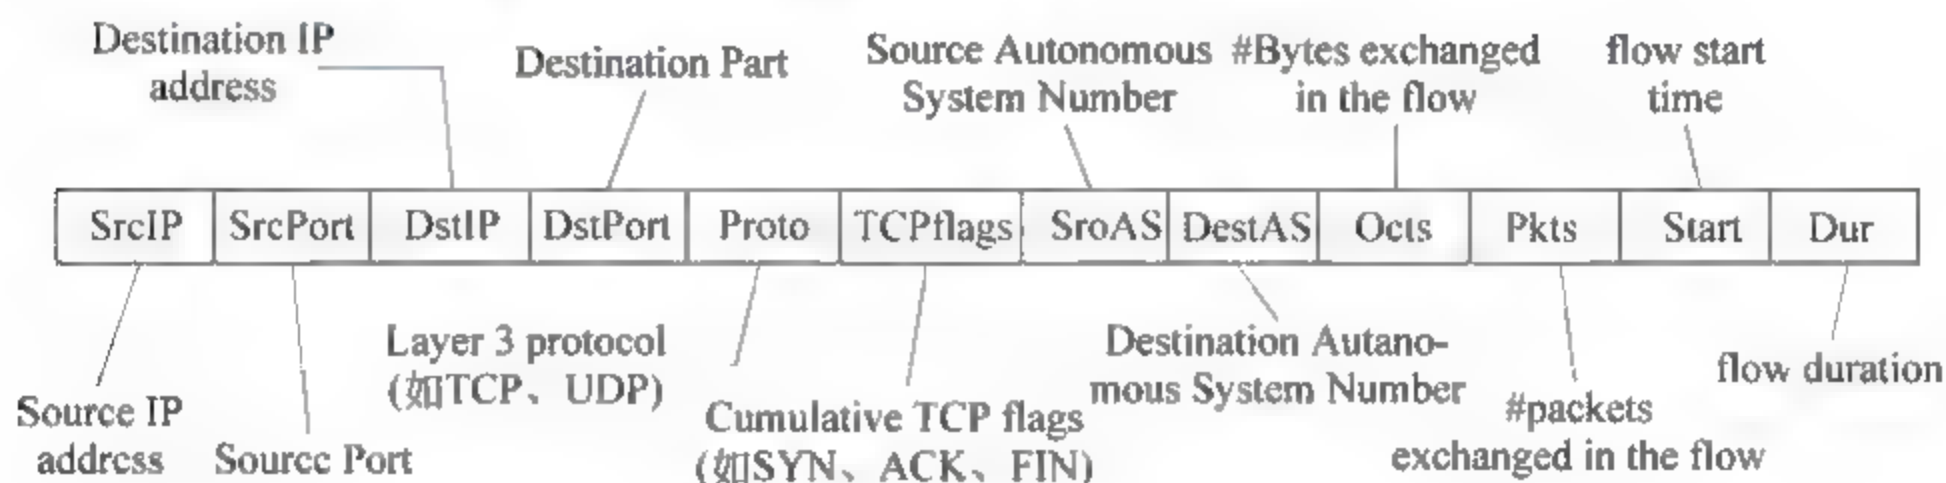 Destination IP
address
Destination Part
Source Autonomous
System Number
#Bytes exchanged
in the flow
flow start
time
SrcIP SrcPort DstIP DstPort Proto TCPflags SroAS DestAS Octs Pkts Start Dur
Source IP
address
Source Port
Layer 3 protocol
(如TCP、UDP)
Cumulative TCP flags
(如SYN、ACK、FIN)
Destination Autano-
mous System Number
#packets
exchanged in the flow
flow duration